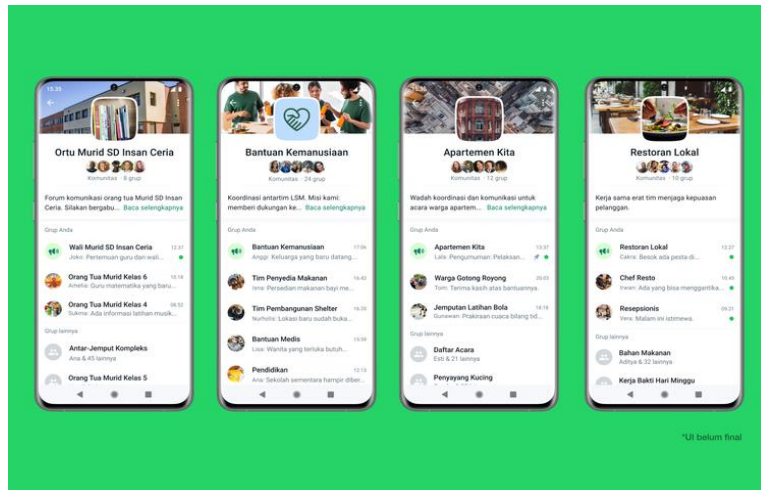 15.35
Ortu Murid SD Insan Ceria
Komunitas · 8 grup
Forum komunikasi orang tua Murid SD Insan
Ceria. Silakan bergabu... Baca selengkapnya
Grup Anda
Wali Murid SD Insan Ceria 12:37
Joko: Pertemuan guru dan wali...
Orang Tua Murid Kelas 6 10:18
Amelia: Guru matematika yang baru...
Orang Tua Murid Kelas 4 08:52
Sukma: Ada informasi latihan musik...
Grup lainnya
Antar-Jemput Kompleks
Ana & 45 lainnya
Orang Tua Murid Kelas 5
Bantuan Kemanusiaan
Komunitas · 24 grup
Koordinasi antartim LSM. Misi kami:
memberi dukungan ke... Baca selengkapnya
Grup Anda
Bantuan Kemanusiaan 17:06
Anggi: Keluarga yang baru datang...
Tim Penyedia Makanan 16:42
Isna: Persedian makanan bayi me...
Tim Pembangunan Shelter 16:35
Nurholis: Lokasi baru sudah buka...
Bantuan Medis 15:59
Lisa: Wanita yang terluka butuh...
Pendidikan 12:13
Ana: Sekolah sementara hampir diber...
15.35
Apartemen Kita
Komunitas · 12 grup
Wadah koordinasi dan komunikasi untuk
acara warga apartem... Baca selengkapnya
Grup Anda
Apartemen Kita 13:37
Lala: Pengumuman: Pelaksan...
Warga Gotong Royong 20:03
Tom: Terima kasih atas bantuannya.
Jemputan Latihan Bola 18:18
Gunawan: Prakiraan cuaca bilang tid...
Grup lainnya
Daftar Acara
Esti & 21 lainnya
Penyayang Kucing
Restoran Lokal
Komunitas · 10 grup
Kerja sama erat tim menjaga kepuasan
pelanggan.
Grup Anda
Restoran Lokal 12:27
Cakra: Besok ada pesta di...
Chef Resto 10:45
Irwan: Ada yang bisa menggantika...
Resepsionis 09:21
Vera: Malam ini istimewa.
Grup lainnya
Bahan Makanan
Aditya & 32 lainnya
Kerja Bakti Hari Minggu
*UI belum final